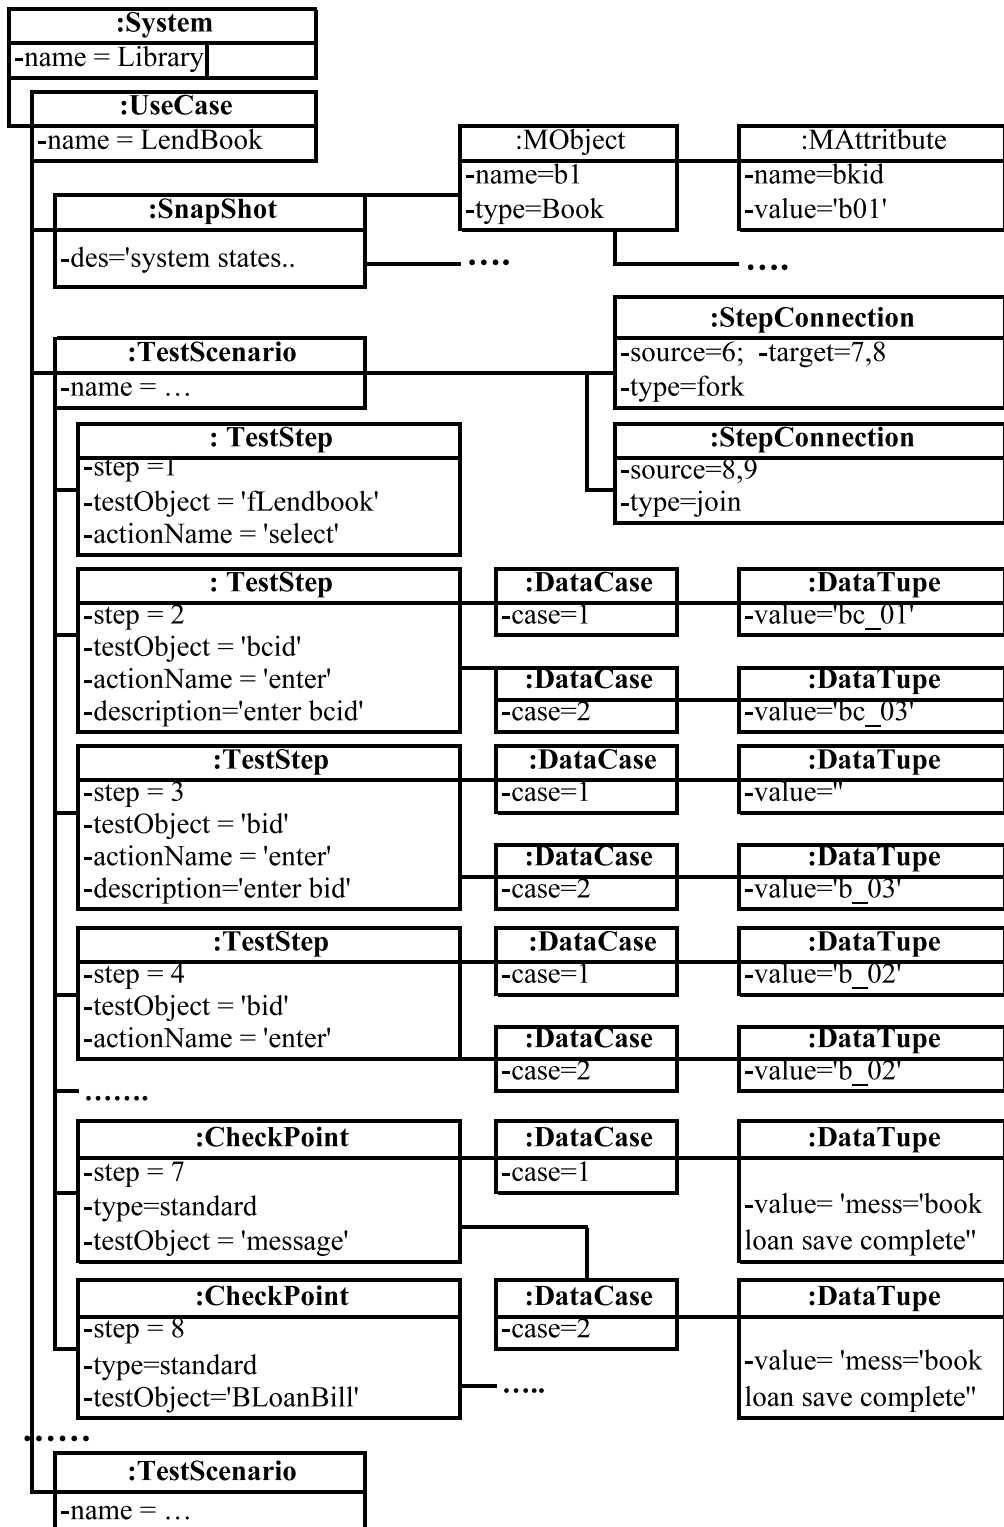 :System
-name = Library
:UseCase
-name = LendBook
:MObject
-name=b1
-type=Book
:MAttritbute
-name=bkid
-value='b01'
:SnapShot
-des='system states..
....
....
:StepConnection
-source=6;  -target=7,8
-type=fork
:TestScenario
-name = …
:StepConnection
-source=8,9
-type=join
: TestStep
-step =1
-testObject = 'fLendbook'
-actionName = 'select'
: TestStep
-step = 2
-testObject = 'bcid'
-actionName = 'enter'
-description='enter bcid'
:DataCase
-case=1
:DataTupe
-value='bc_01'
:DataCase
-case=2
:DataTupe
-value='bc_03'
:TestStep
-step = 3
-testObject = 'bid'
-actionName = 'enter'
-description='enter bid'
:DataCase
-case=1
:DataTupe
-value=''
:DataCase
-case=2
:DataTupe
-value='b_03'
:TestStep
-step = 4
-testObject = 'bid'
-actionName = 'enter'
:DataCase
-case=1
:DataTupe
-value='b_02'
:DataCase
-case=2
:DataTupe
-value='b_02'
.......
:CheckPoint
-step = 7
-type=standard
-testObject = 'message'
:DataCase
-case=1
:DataTupe
-value= 'mess='book
loan save complete''
:CheckPoint
-step = 8
-type=standard
-testObject='BLoanBill'
:DataCase
-case=2
.....
:DataTupe
-value= 'mess='book
loan save complete''
......
:TestScenario
-name = …